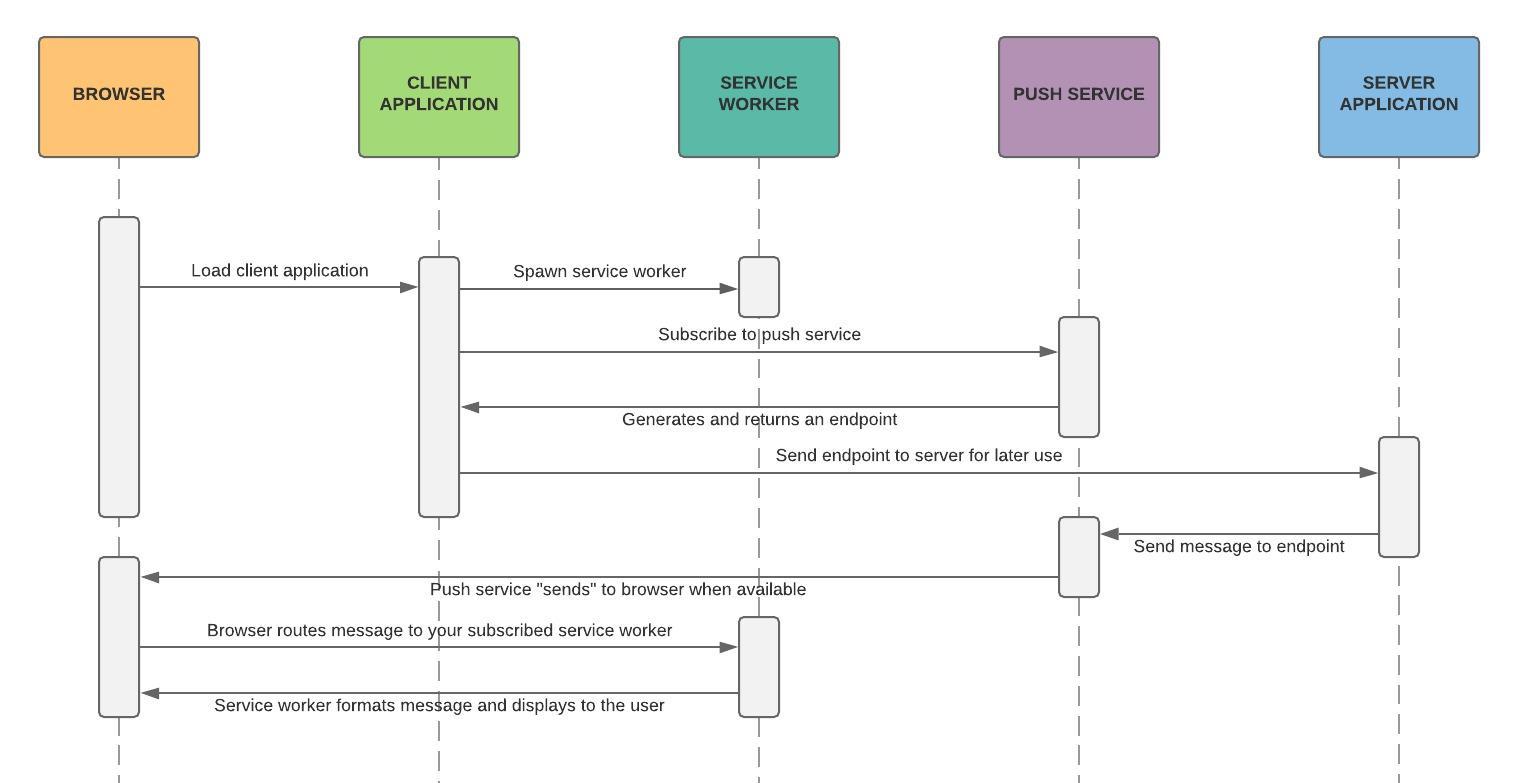 BROWSER
CLIENT
APPLICATION
SERVICE
WORKER
PUSH SERVICE
SERVER
APPLICATION
Load client application
Spawn service worker
Subscribe to push service
Generates and returns an endpoint
Send endpoint to server for later use
Send message to endpoint
Push service "sends" to browser when available
Browser routes message to your subscribed service worker
Service worker formats message and displays to the user